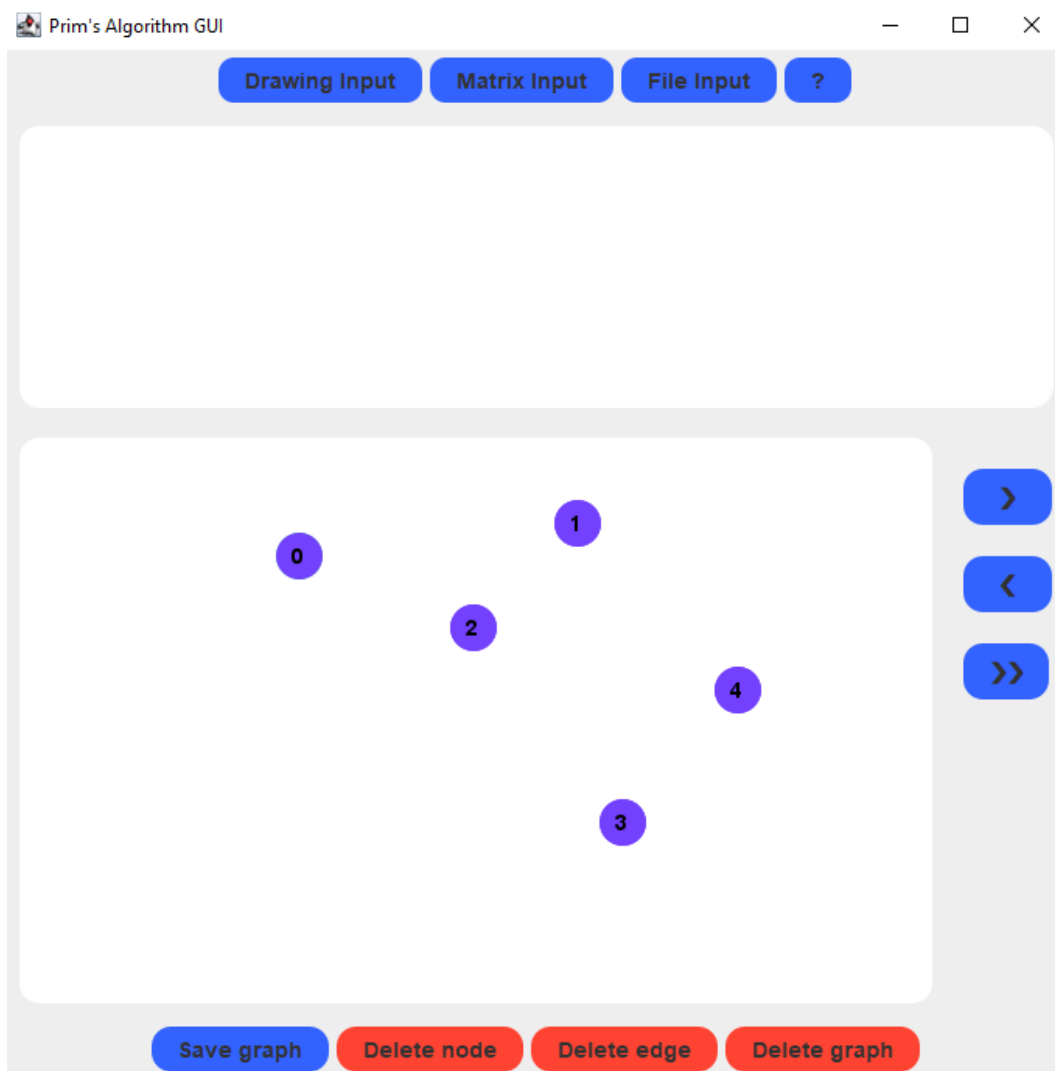 Prim's Algorithm GUI
Drawing Input Matrix Input File Input ?
1
0
2
4
3
Save graph Delete node Delete edge Delete graph